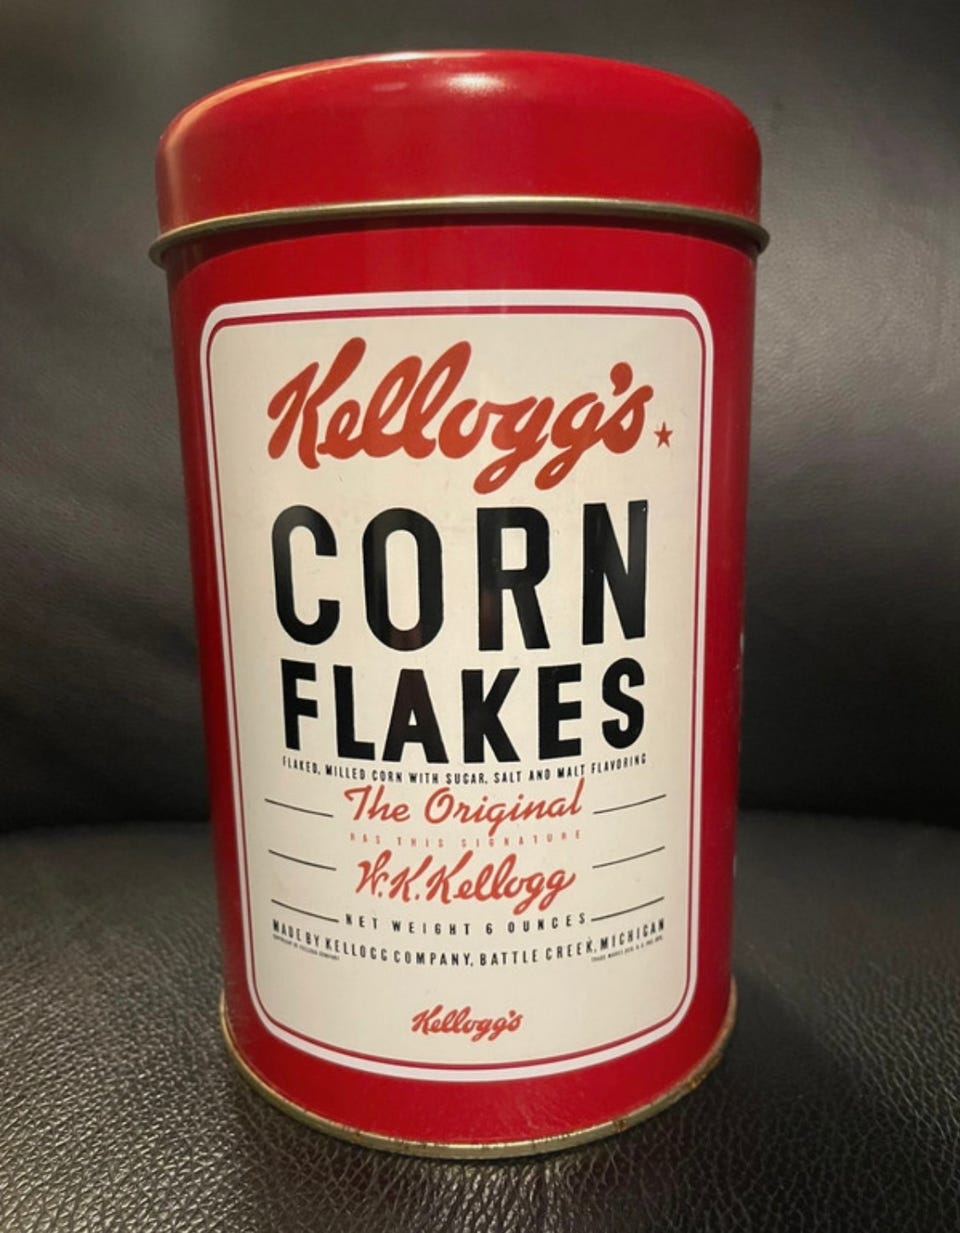 Kellogg's
CORN
FLAKES
FLAKED, MILLED CORN WITH SUGAR, SALT AND MALT FLAVORING
The Original
HAS THIS SIGNATURE
W.K.Kellogg
NET WEIGHT 6 OUNCES
MADE BY KELLOGG COMPANY, BATTLE CREEK, MICHIGAN
Kellogg's